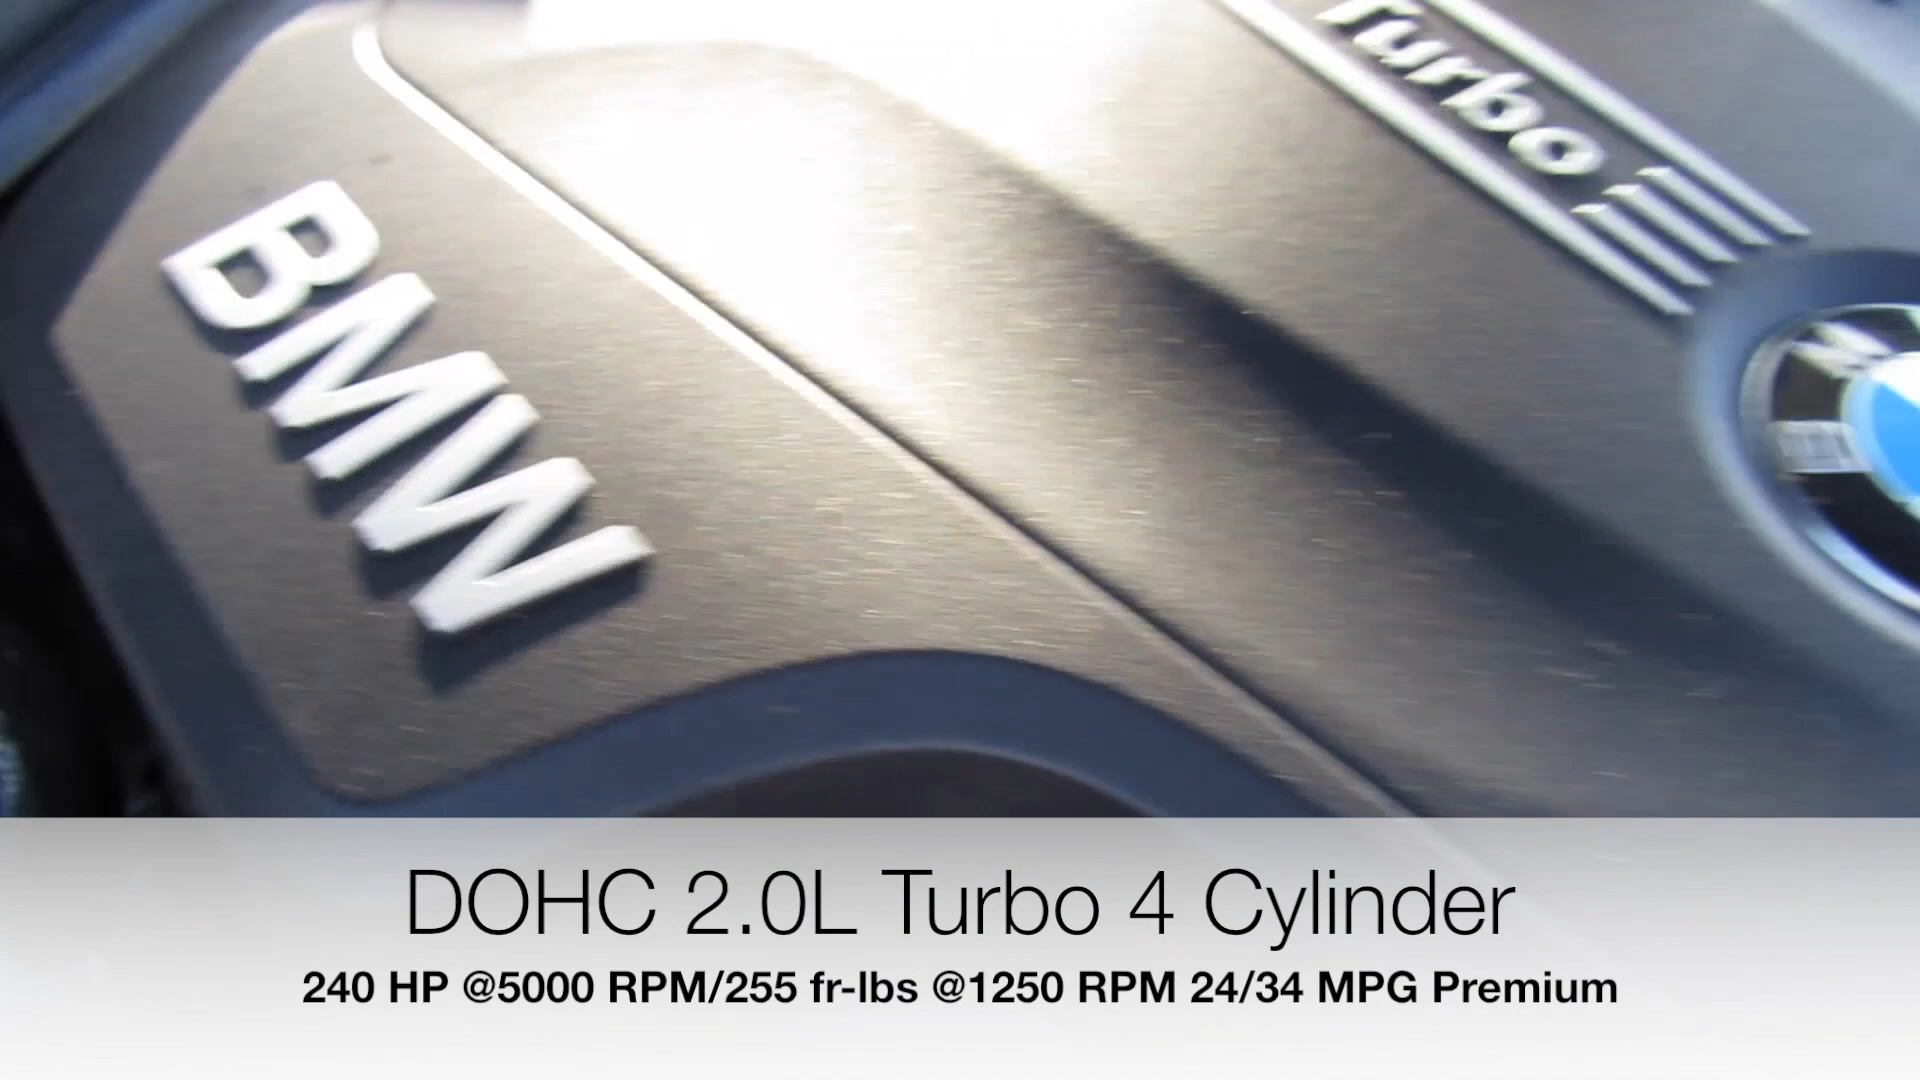 Turbo
BMW
DOHC 2.0L Turbo 4 Cylinder
240 HP @5000 RPM/255 fr-lbs @1250 RPM 24/34 MPG Premium